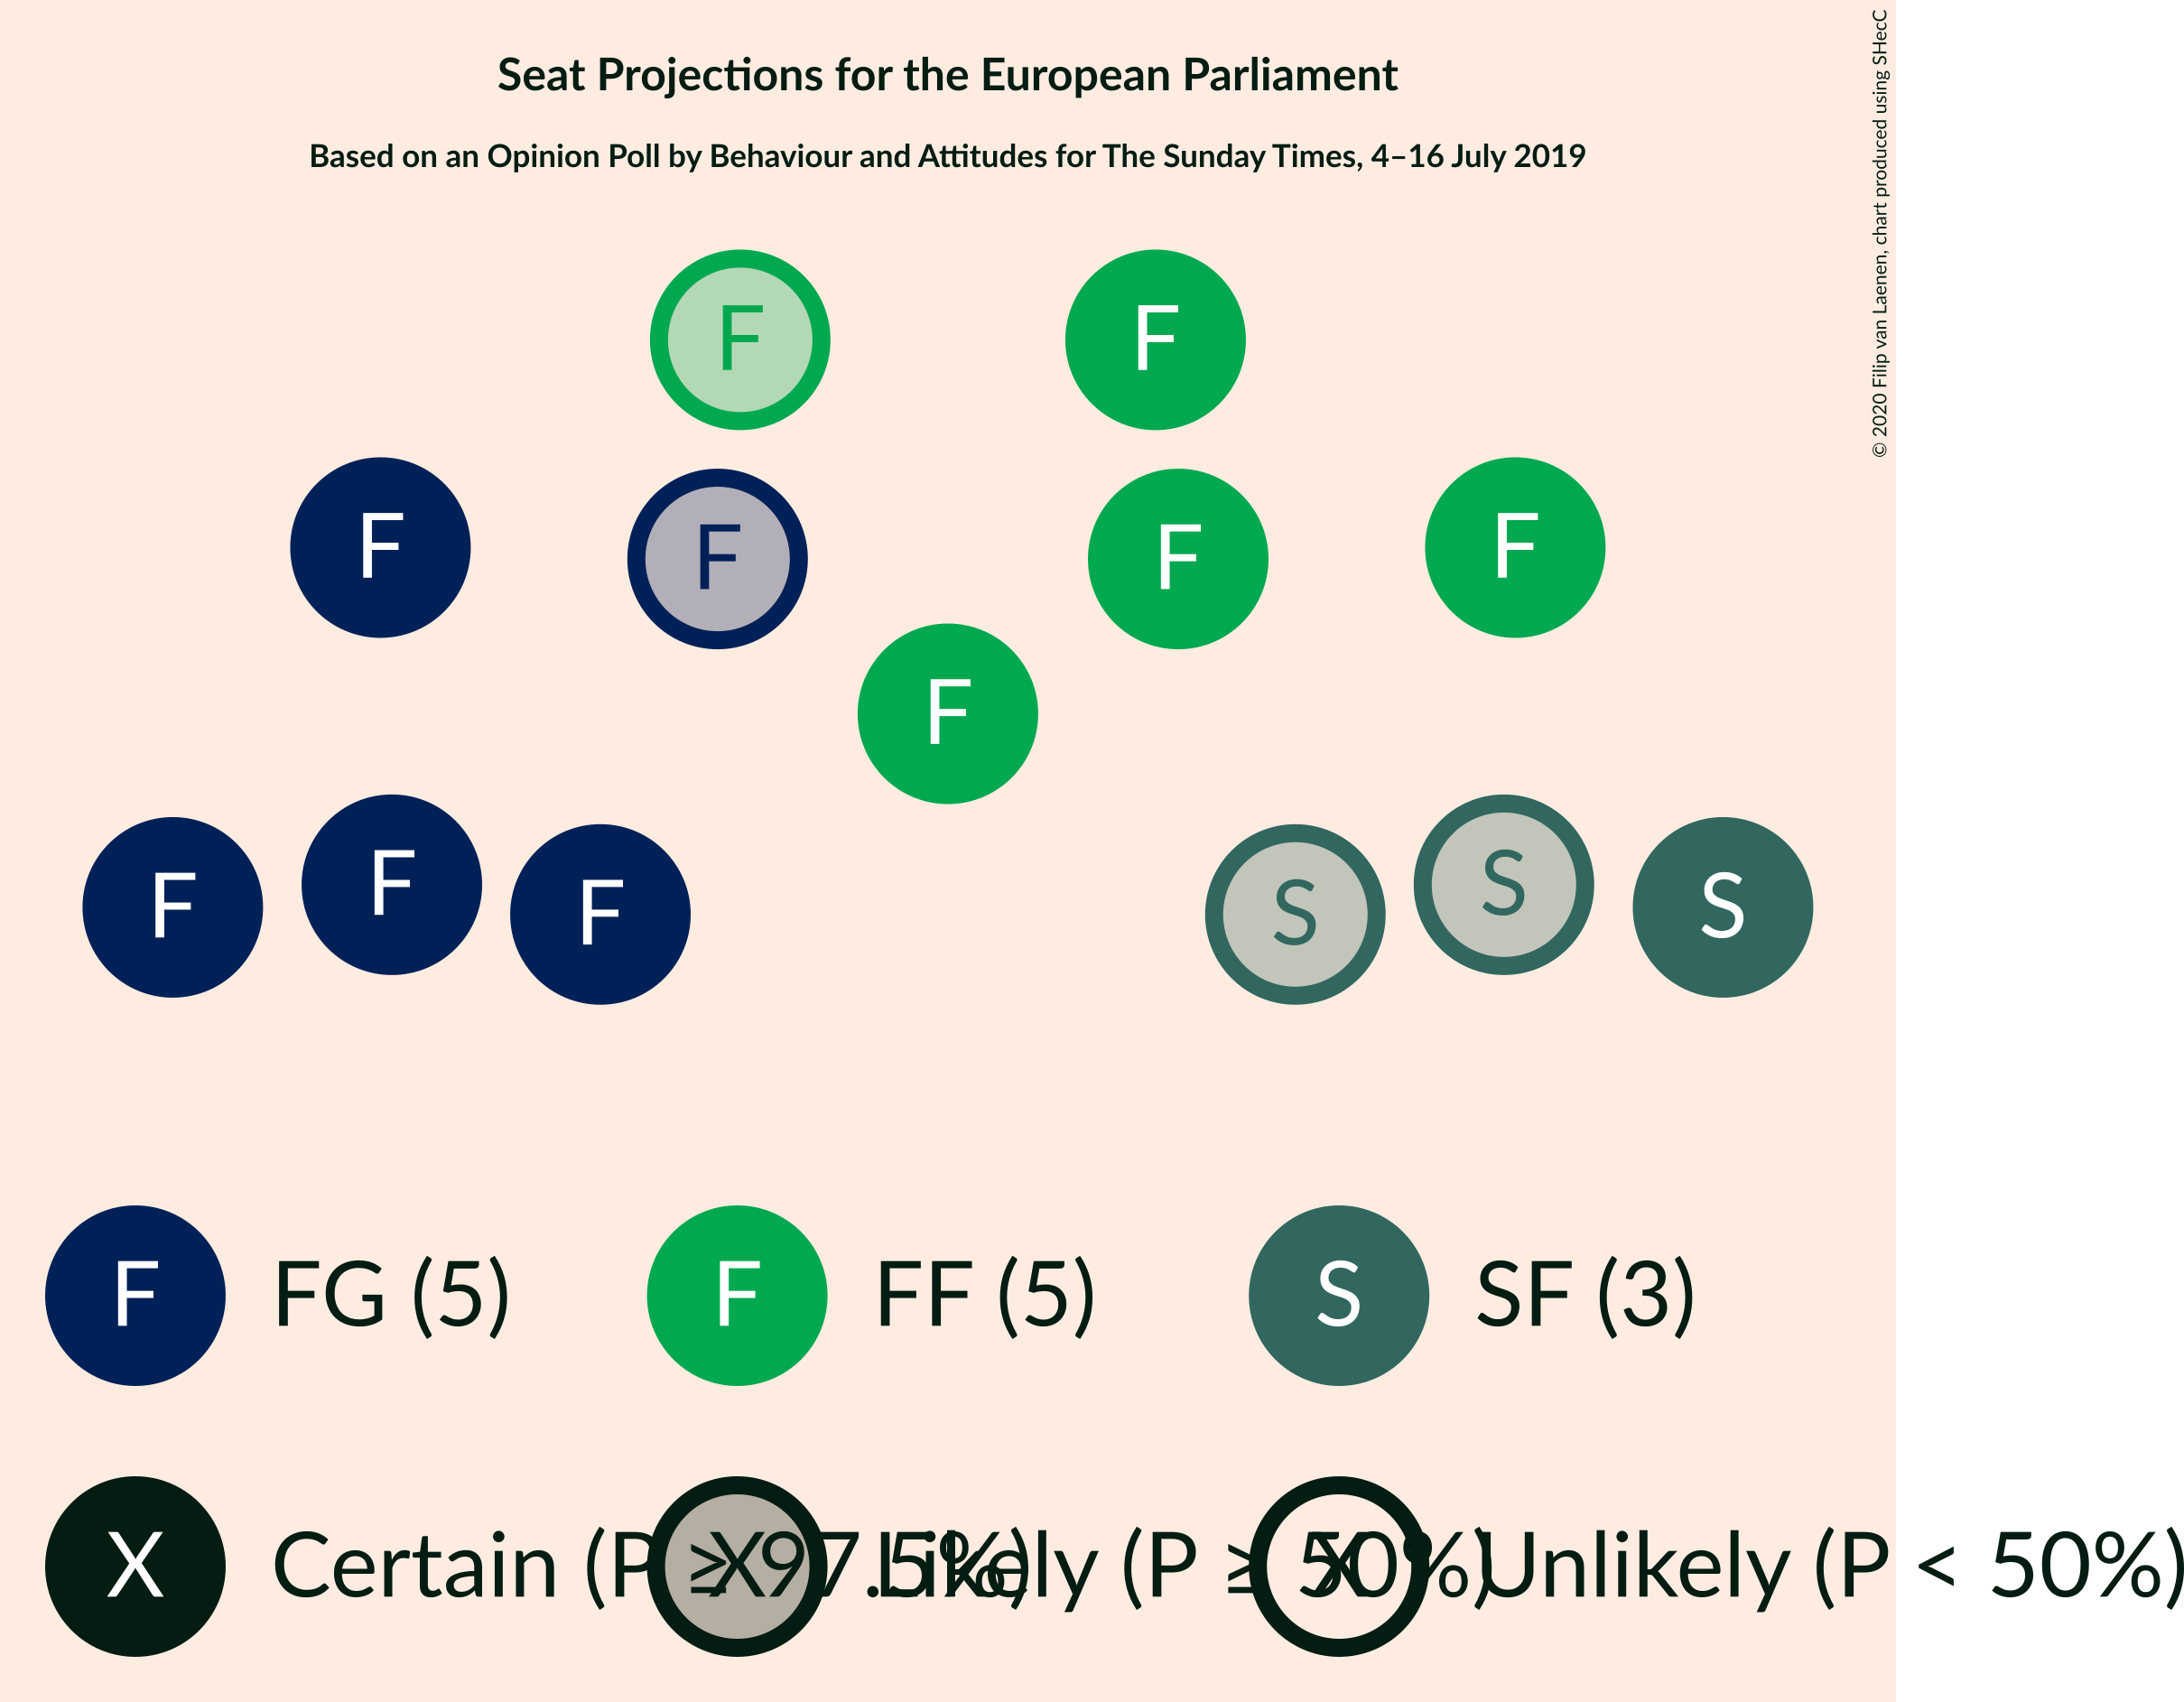 Seat Projections for the European Parliament
Based on an Opinion Poll by Behaviour and Attitudes for The Sunday Times, 4–16 July 2019
© 2020 Filip van Laenen, chart produced using SHecC
F F
F F F F
F
F F F S S S
F FG (5) F FF (5) S SF (3)
X Certain (P ≥ 97.5%) X Likely (P ≥ 50%) X Unlikely (P < 50%)